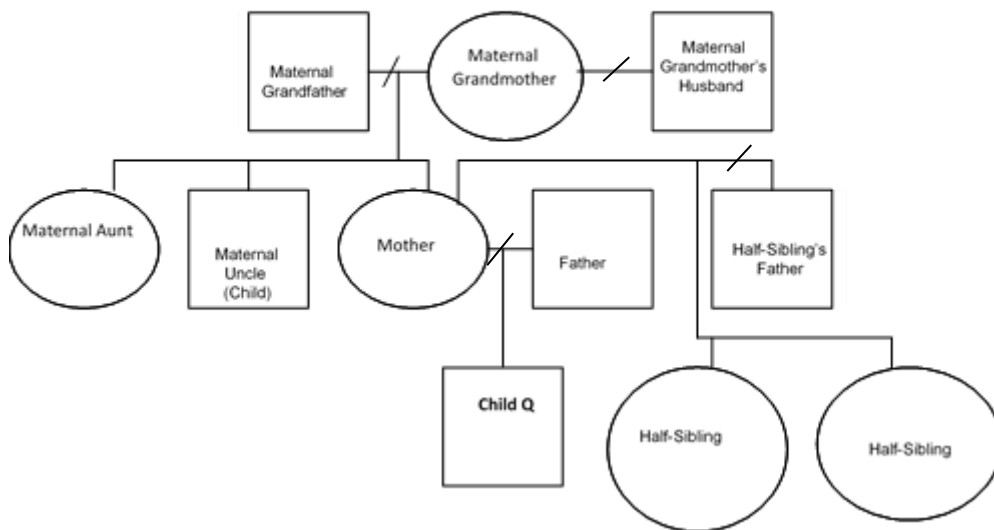 Maternal
Grandfather
Maternal
Grandmother
Maternal
Grandmother's
Husband
Maternal Aunt
Maternal
Uncle
(Child)
Mother
Father
Half-Sibling's
Father
Child Q
Half-Sibling
Half-Sibling